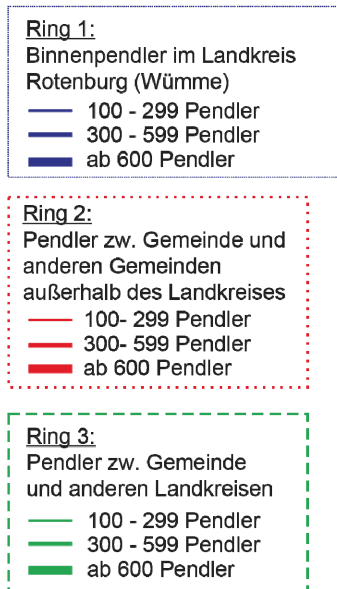 Ring 1:
Binnenpendler im Landkreis
Rotenburg (Wümme)
100 - 299 Pendler
300 - 599 Pendler
ab 600 Pendler
Ring 2:
Pendler zw. Gemeinde und
anderen Gemeinden
außerhalb des Landkreises
100- 299 Pendler
300- 599 Pendler
ab 600 Pendler
Ring 3:
Pendler zw. Gemeinde
und anderen Landkreisen
100 - 299 Pendler
300 - 599 Pendler
ab 600 Pendler